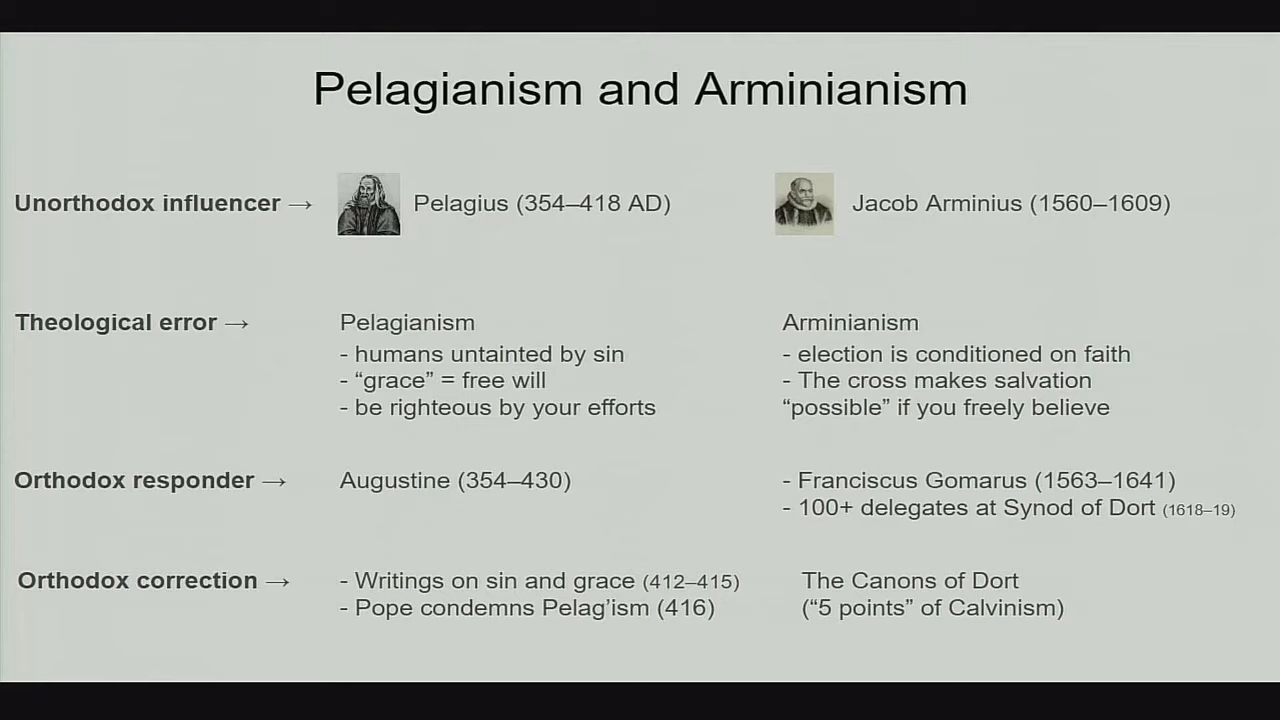 Pelagianism and Arminianism
Unorthodox influencer → Pelagius (354–418 AD) Jacob Arminius (1560–1609)
Theological error → Pelagianism Arminianism
- humans untainted by sin - election is conditioned on faith
- “grace” = free will - The cross makes salvation
- be righteous by your efforts “possible” if you freely believe
Orthodox responder → Augustine (354–430) - Franciscus Gomarus (1563–1641)
- 100+ delegates at Synod of Dort (1618–19)
Orthodox correction → - Writings on sin and grace (412–415) The Canons of Dort
- Pope condemns Pelag’ism (416) (“5 points” of Calvinism)